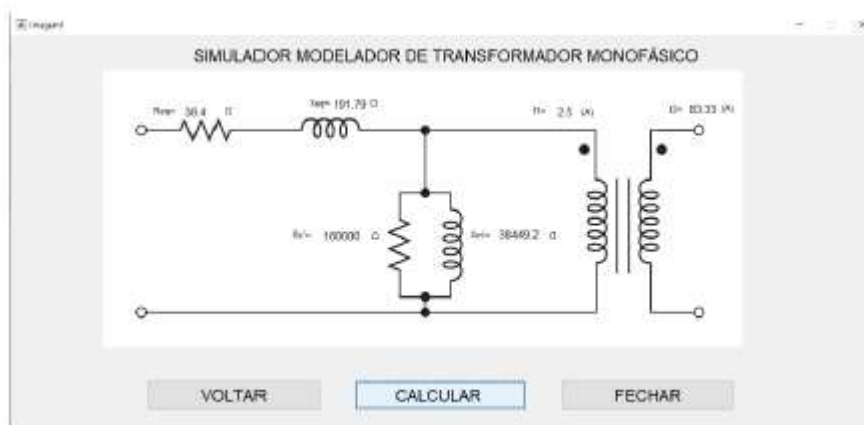 SIMULADOR MODELADOR DE TRANSFORMADOR MONOFÁSICO
Xeq= 191.79 Ω
36.4 Ω
I1= 2.5 (A)
83.33 (A)
160000 Ω
38449.2 Ω
VOLTAR
CALCULAR
FECHAR